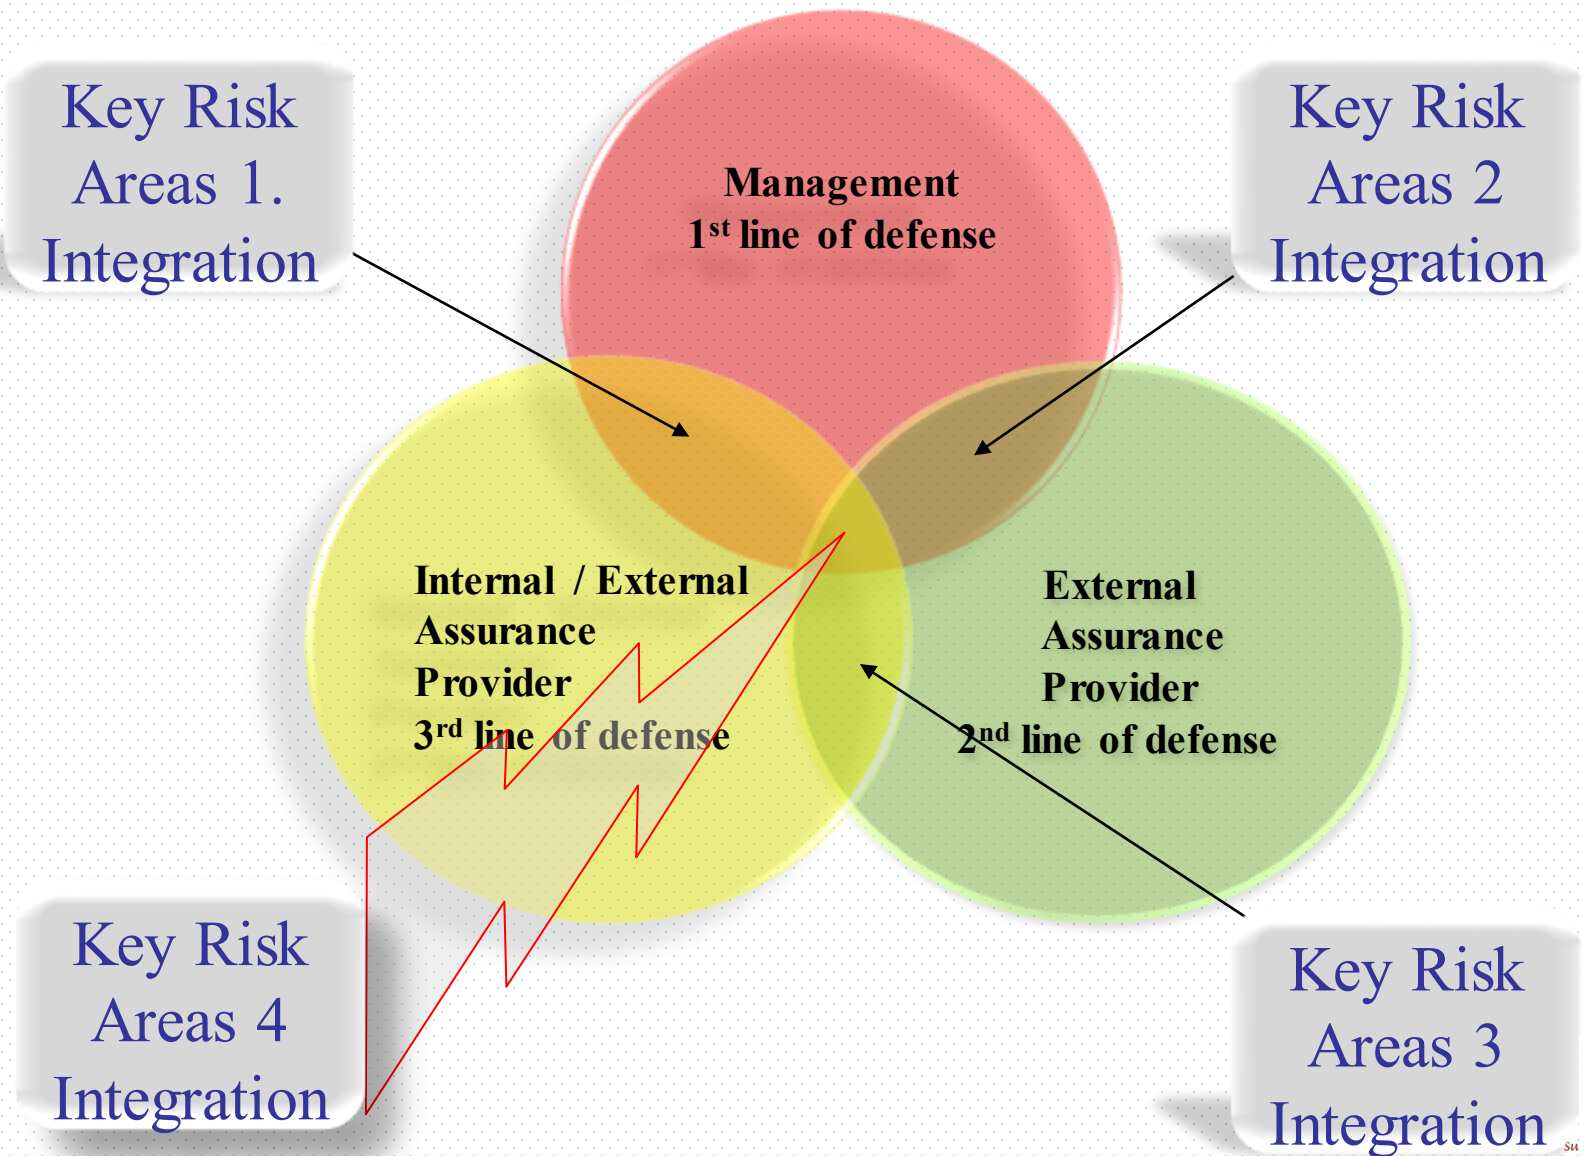 Key Risk
Areas 1.
Integration
Key Risk
Areas 2
Integration
Management
1st line of defense
Internal / External
Assurance
Provider
3rd line of defense
External
Assurance
Provider
2nd line of defense
Key Risk
Areas 4
Integration
Key Risk
Areas 3
Integration
su